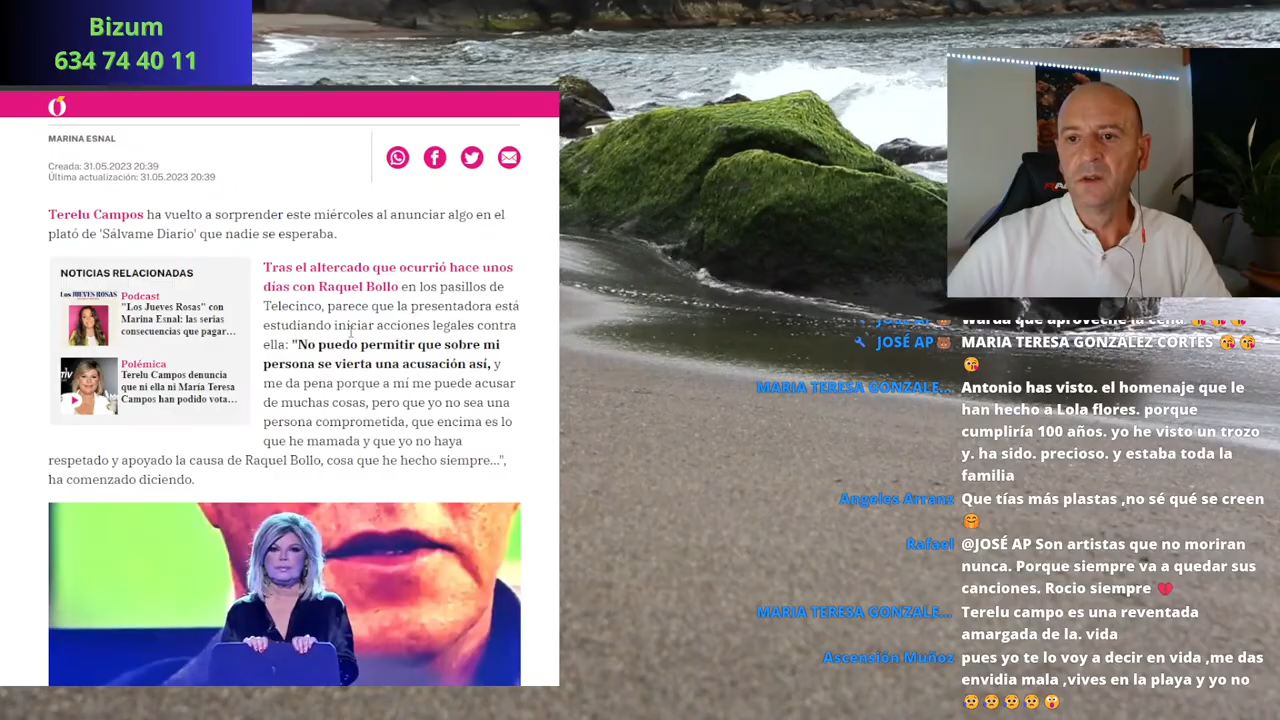 Bizum
634 74 40 11
MARINA ESNAL
Creada: 31.05.2023 20:39
Última actualización: 31.05.2023 20:39
Terelu Campos ha vuelto a sorprender este miércoles al anunciar algo en el
plató de 'Sálvame Diario' que nadie se esperaba.
NOTICIAS RELACIONADAS
LOS JUEVES ROSAS
Podcast
"Los Jueves Rosas" con
Marina Esnal: las serias
consecuencias que pagar...
Polémica
Terelu Campos denuncia
que ni ella ni María Teresa
Campos han podido vota...
Tras el altercado que ocurrió hace unos
días con Raquel Bollo en los pasillos de
Telecinco, parece que la presentadora está
estudiando iniciar acciones legales contra
ella: "No puedo permitir que sobre mi
persona se vierta una acusación así, y
me da pena porque a mí me puede acusar
de muchas cosas, pero que yo no sea una
persona comprometida, que encima es lo
que he mamada y que yo no haya
respetado y apoyado la causa de Raquel Bollo, cosa que he hecho siempre...",
ha comenzado diciendo.
JOSÉ AP🐻 Warda que aproveche la cena 😘😘😘
JOSÉ AP🐻 MARIA TERESA GONZALEZ CORTES 😘😘
😘
MARIA TERESA GONZALE... Antonio has visto. el homenaje que le
han hecho a Lola flores. porque
cumpliría 100 años. yo he visto un trozo
y. ha sido. precioso. y estaba toda la
familia
Angeles Arranz Que tías más plastas ,no sé qué se creen
🤗
Rafael @JOSÉ AP Son artistas que no moriran
nunca. Porque siempre va a quedar sus
canciones. Rocio siempre 💔
MARIA TERESA GONZALE... Terelu campo es una reventada
amargada de la. vida
Ascensión Muñoz pues yo te lo voy a decir en vida ,me das
envidia mala ,vives en la playa y yo no
😥😥😥😥😲